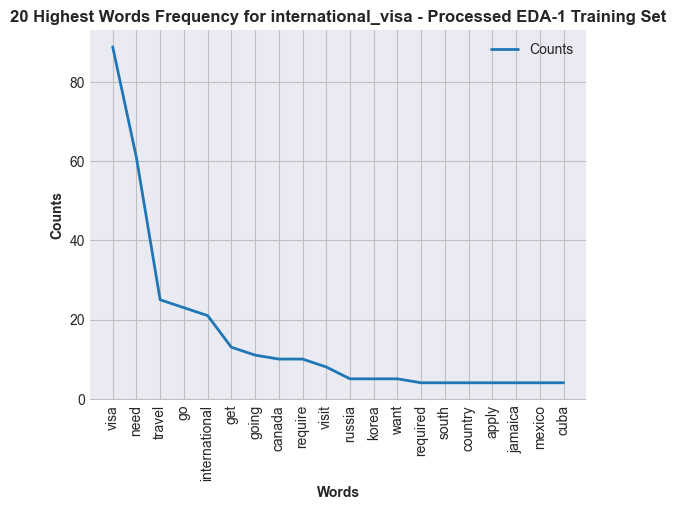 20 Highest Words Frequency for international_visa - Processed EDA-1 Training Set
Counts
80
60
40
20
0
Counts
visa
need
travel
go
international
get
going
canada
require
visit
russia
korea
want
required
south
country
apply
jamaica
mexico
cuba
Words